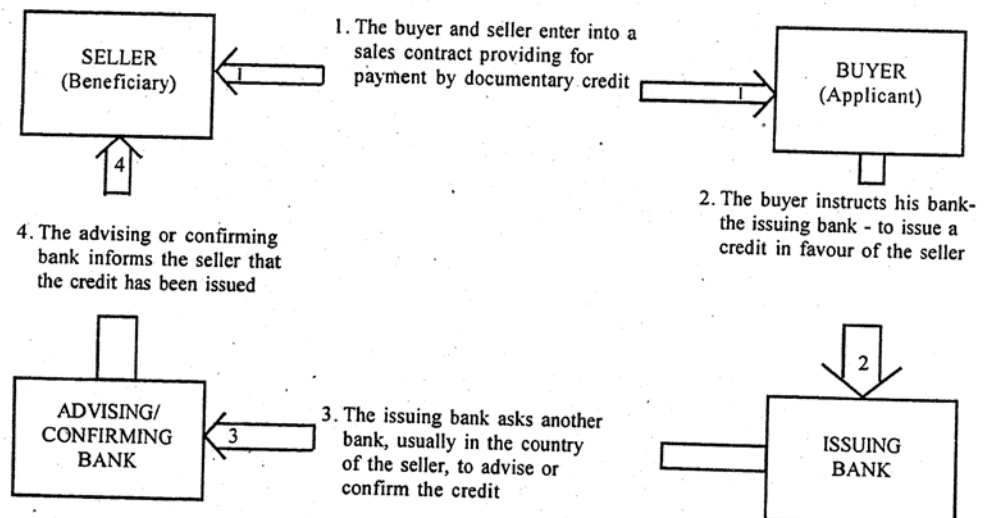 1. The buyer and seller enter into a
sales contract providing for
payment by documentary credit
SELLER
(Beneficiary)
1
1
BUYER
(Applicant)
4
2. The buyer instructs his bank-
the issuing bank - to issue a
credit in favour of the seller
4. The advising or confirming
bank informs the seller that
the credit has been issued
2
ADVISING/
CONFIRMING
BANK
3
3. The issuing bank asks another
bank, usually in the country
of the seller, to advise or
confirm the credit
ISSUING
BANK